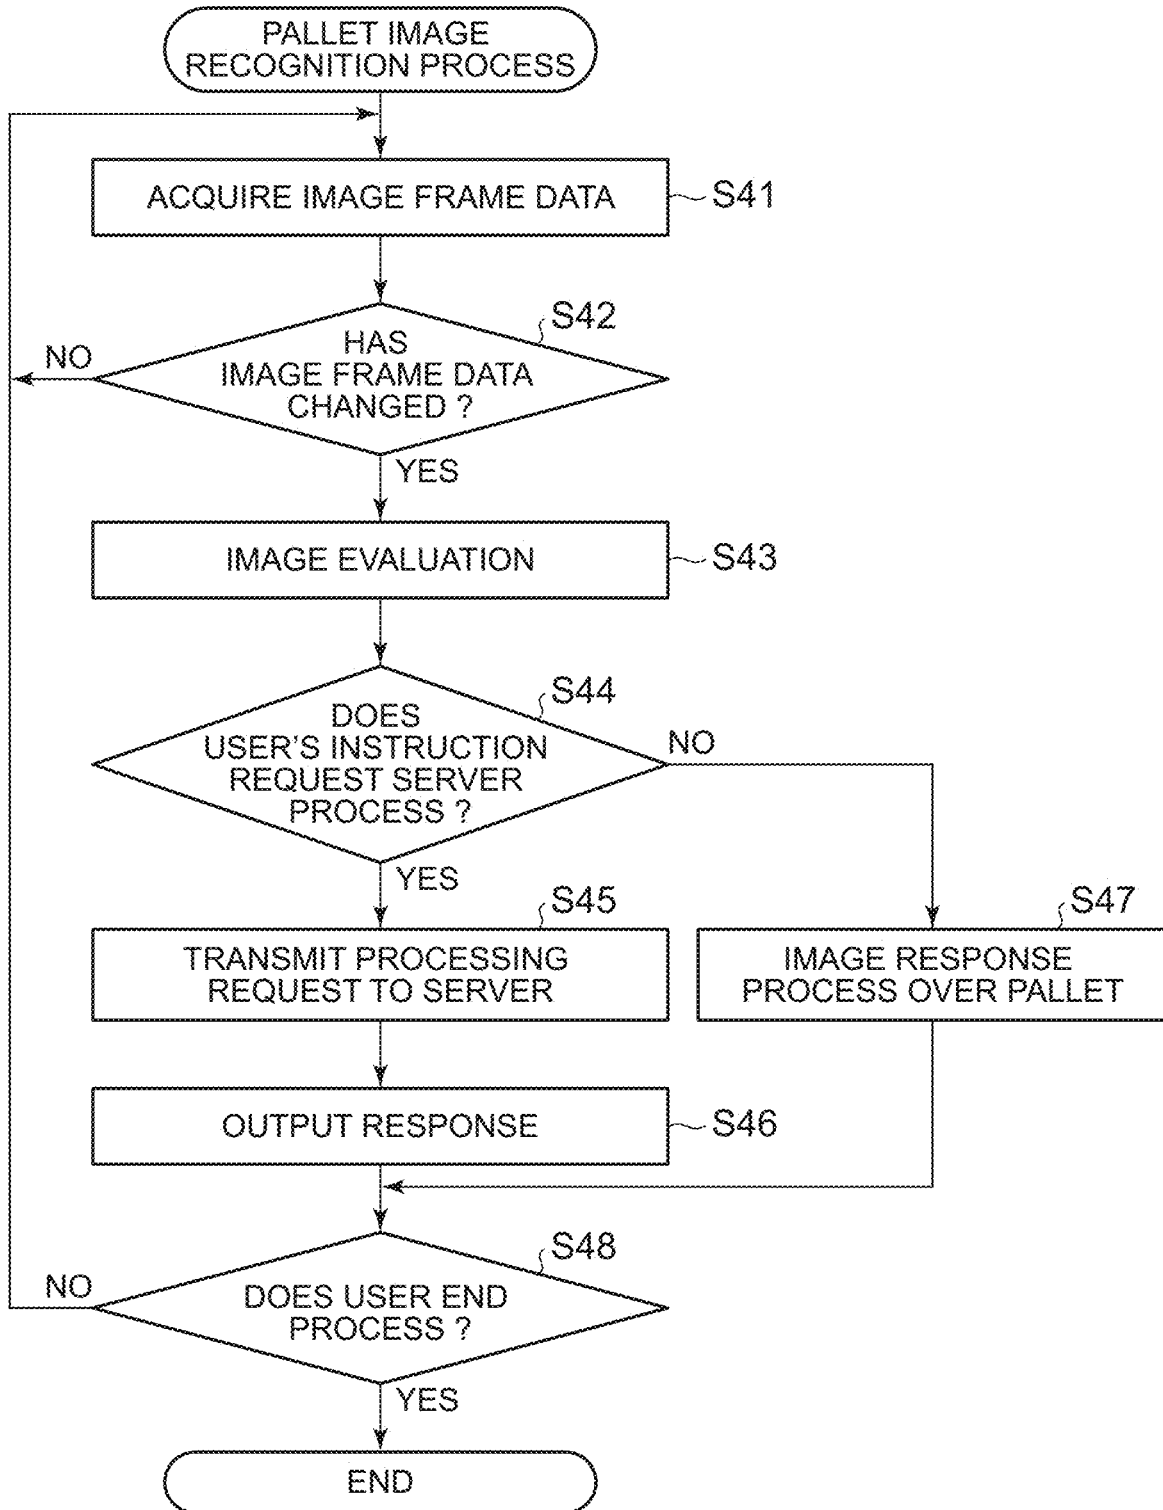 PALLET IMAGE
RECOGNITION PROCESS
ACQUIRE IMAGE FRAME DATA
S41
S42
HAS
IMAGE FRAME DATA
CHANGED ?
NO
YES
IMAGE EVALUATION
S43
S44
DOES
USER'S INSTRUCTION
REQUEST SERVER
PROCESS ?
NO
YES
S45
TRANSMIT PROCESSING
REQUEST TO SERVER
S47
IMAGE RESPONSE
PROCESS OVER PALLET
OUTPUT RESPONSE
S46
S48
NO
DOES USER END
PROCESS ?
YES
END